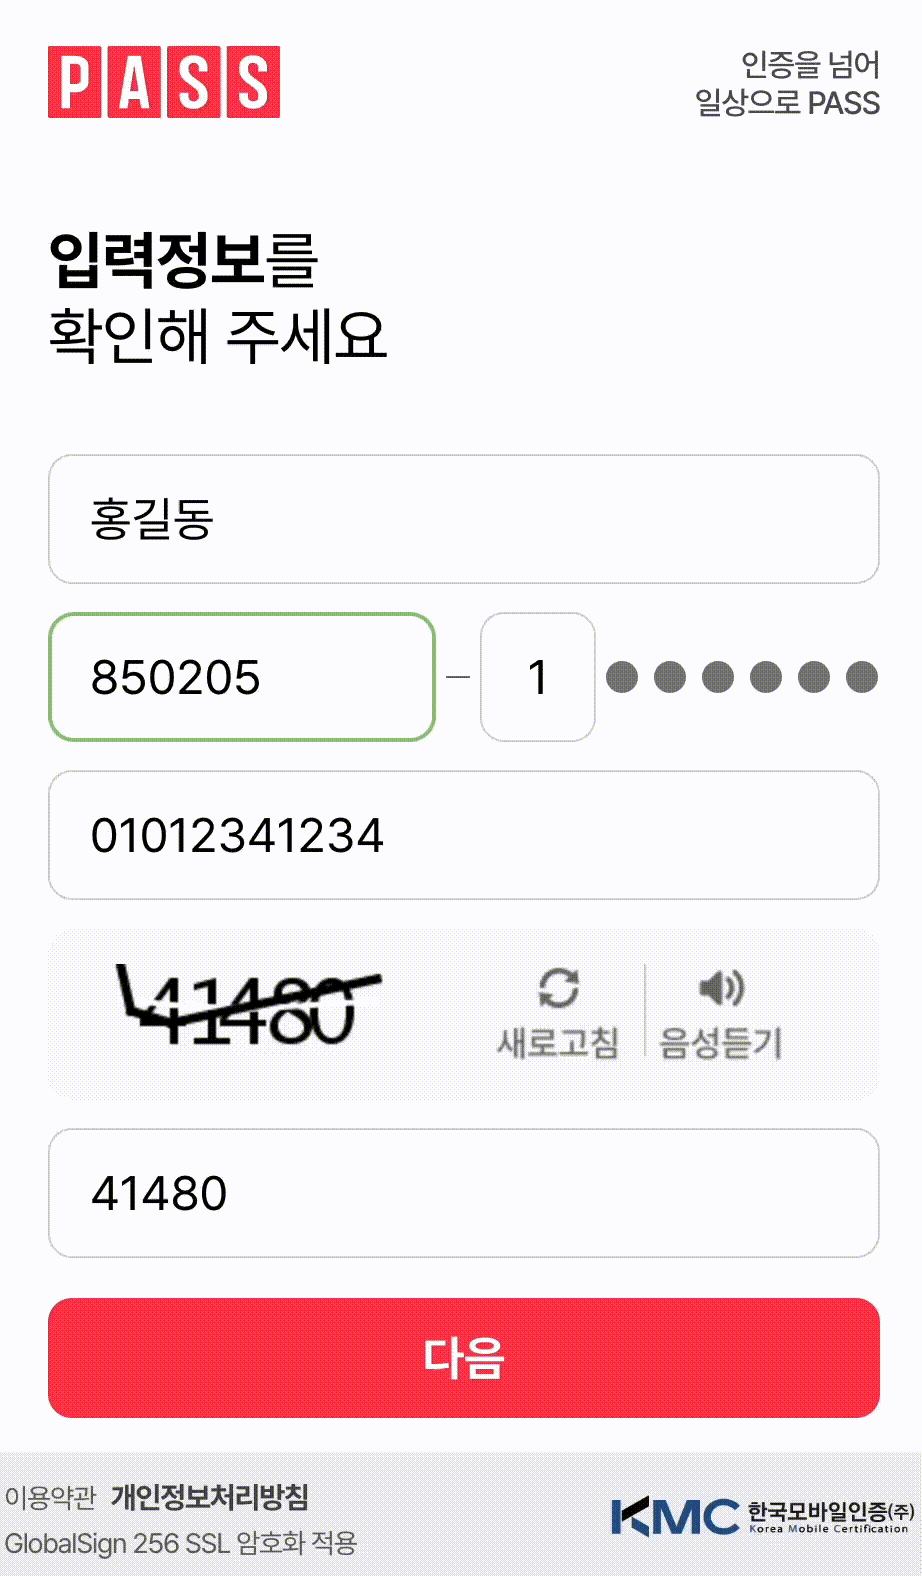 PASS
인증을 넘어
일상으로 PASS
입력정보를
확인해 주세요
홍길동
850205 – 1 ●●●●●●
01012341234
41480
새로고침
음성듣기
41480
다음
이용약관 개인정보처리방침
GlobalSign 256 SSL 암호화 적용
KMC 한국모바일인증(주)
Korea Mobile Certification